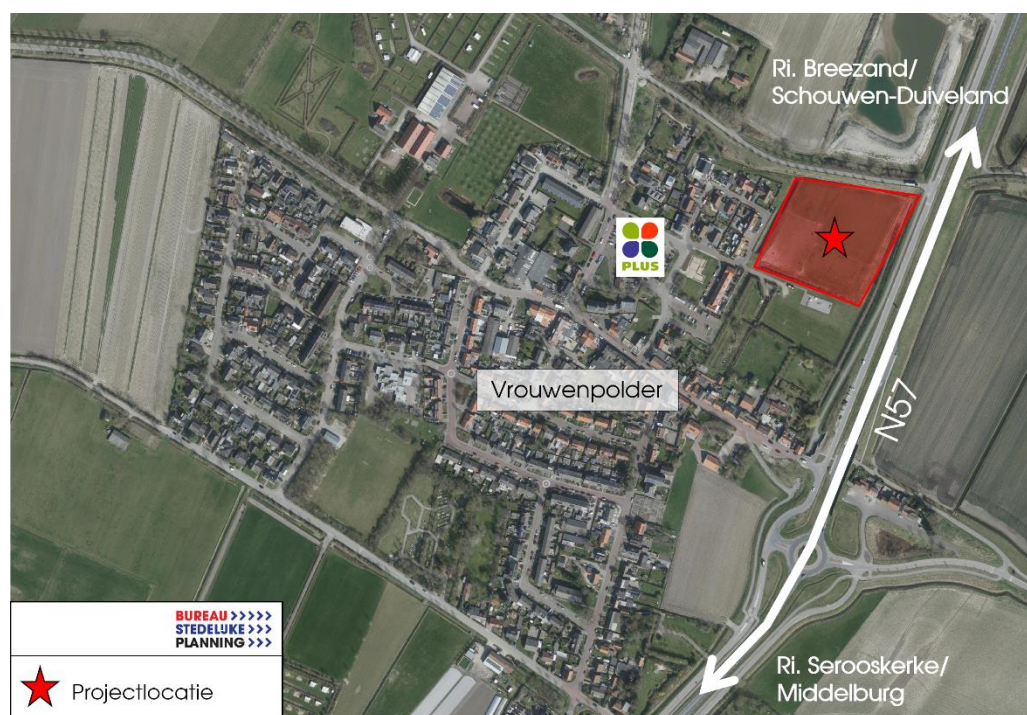 Ri. Breezand/
Schouwen-Duiveland
PLUS
Vrouwenpolder
N57
Ri. Serooskerke/
Middelburg
BUREAU >>>>>
STEDELIJKE >>>
PLANNING >>>
Projectlocatie